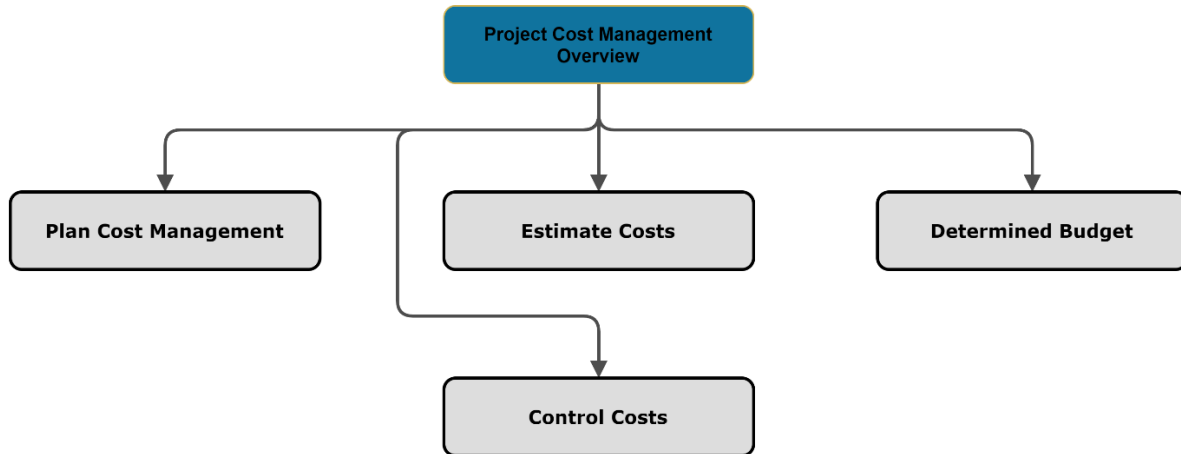 Project Cost Management
Overview
Plan Cost Management
Estimate Costs
Determined Budget
Control Costs